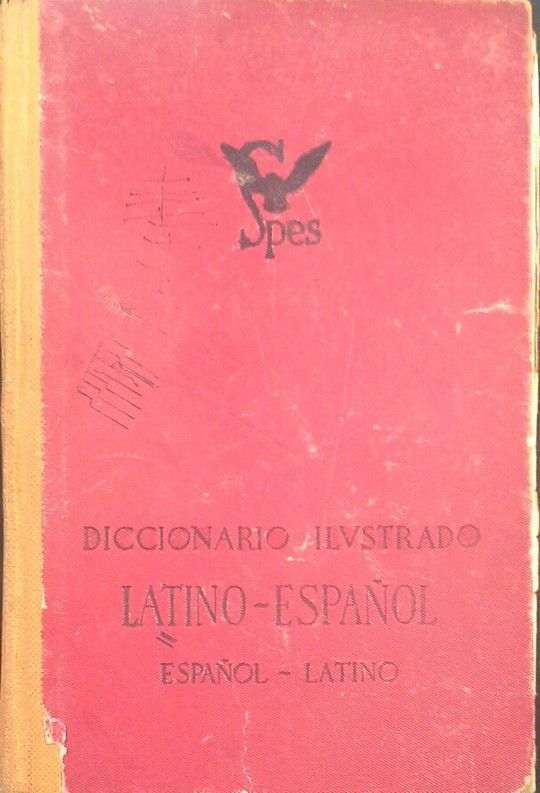 Spes
DICCIONARIO ILVSTRADO
LATINO-ESPAÑOL
ESPAÑOL - LATINO